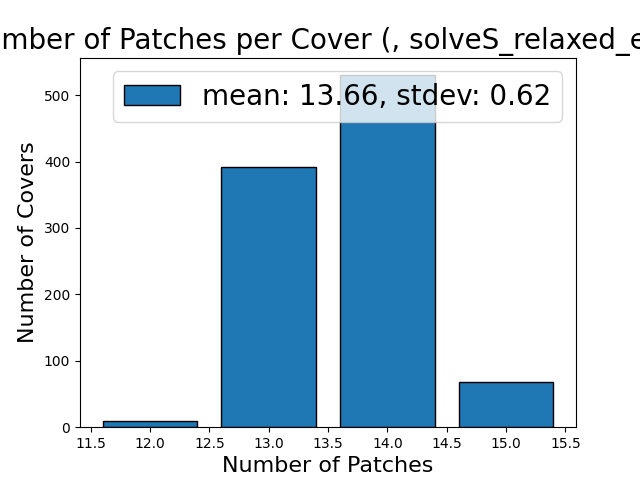 mber of Patches per Cover (, solveS_relaxed_e
mean: 13.66, stdev: 0.62
Number of Covers
500
400
300
200
100
0
11.5 12.0 12.5 13.0 13.5 14.0 14.5 15.0 15.5
Number of Patches